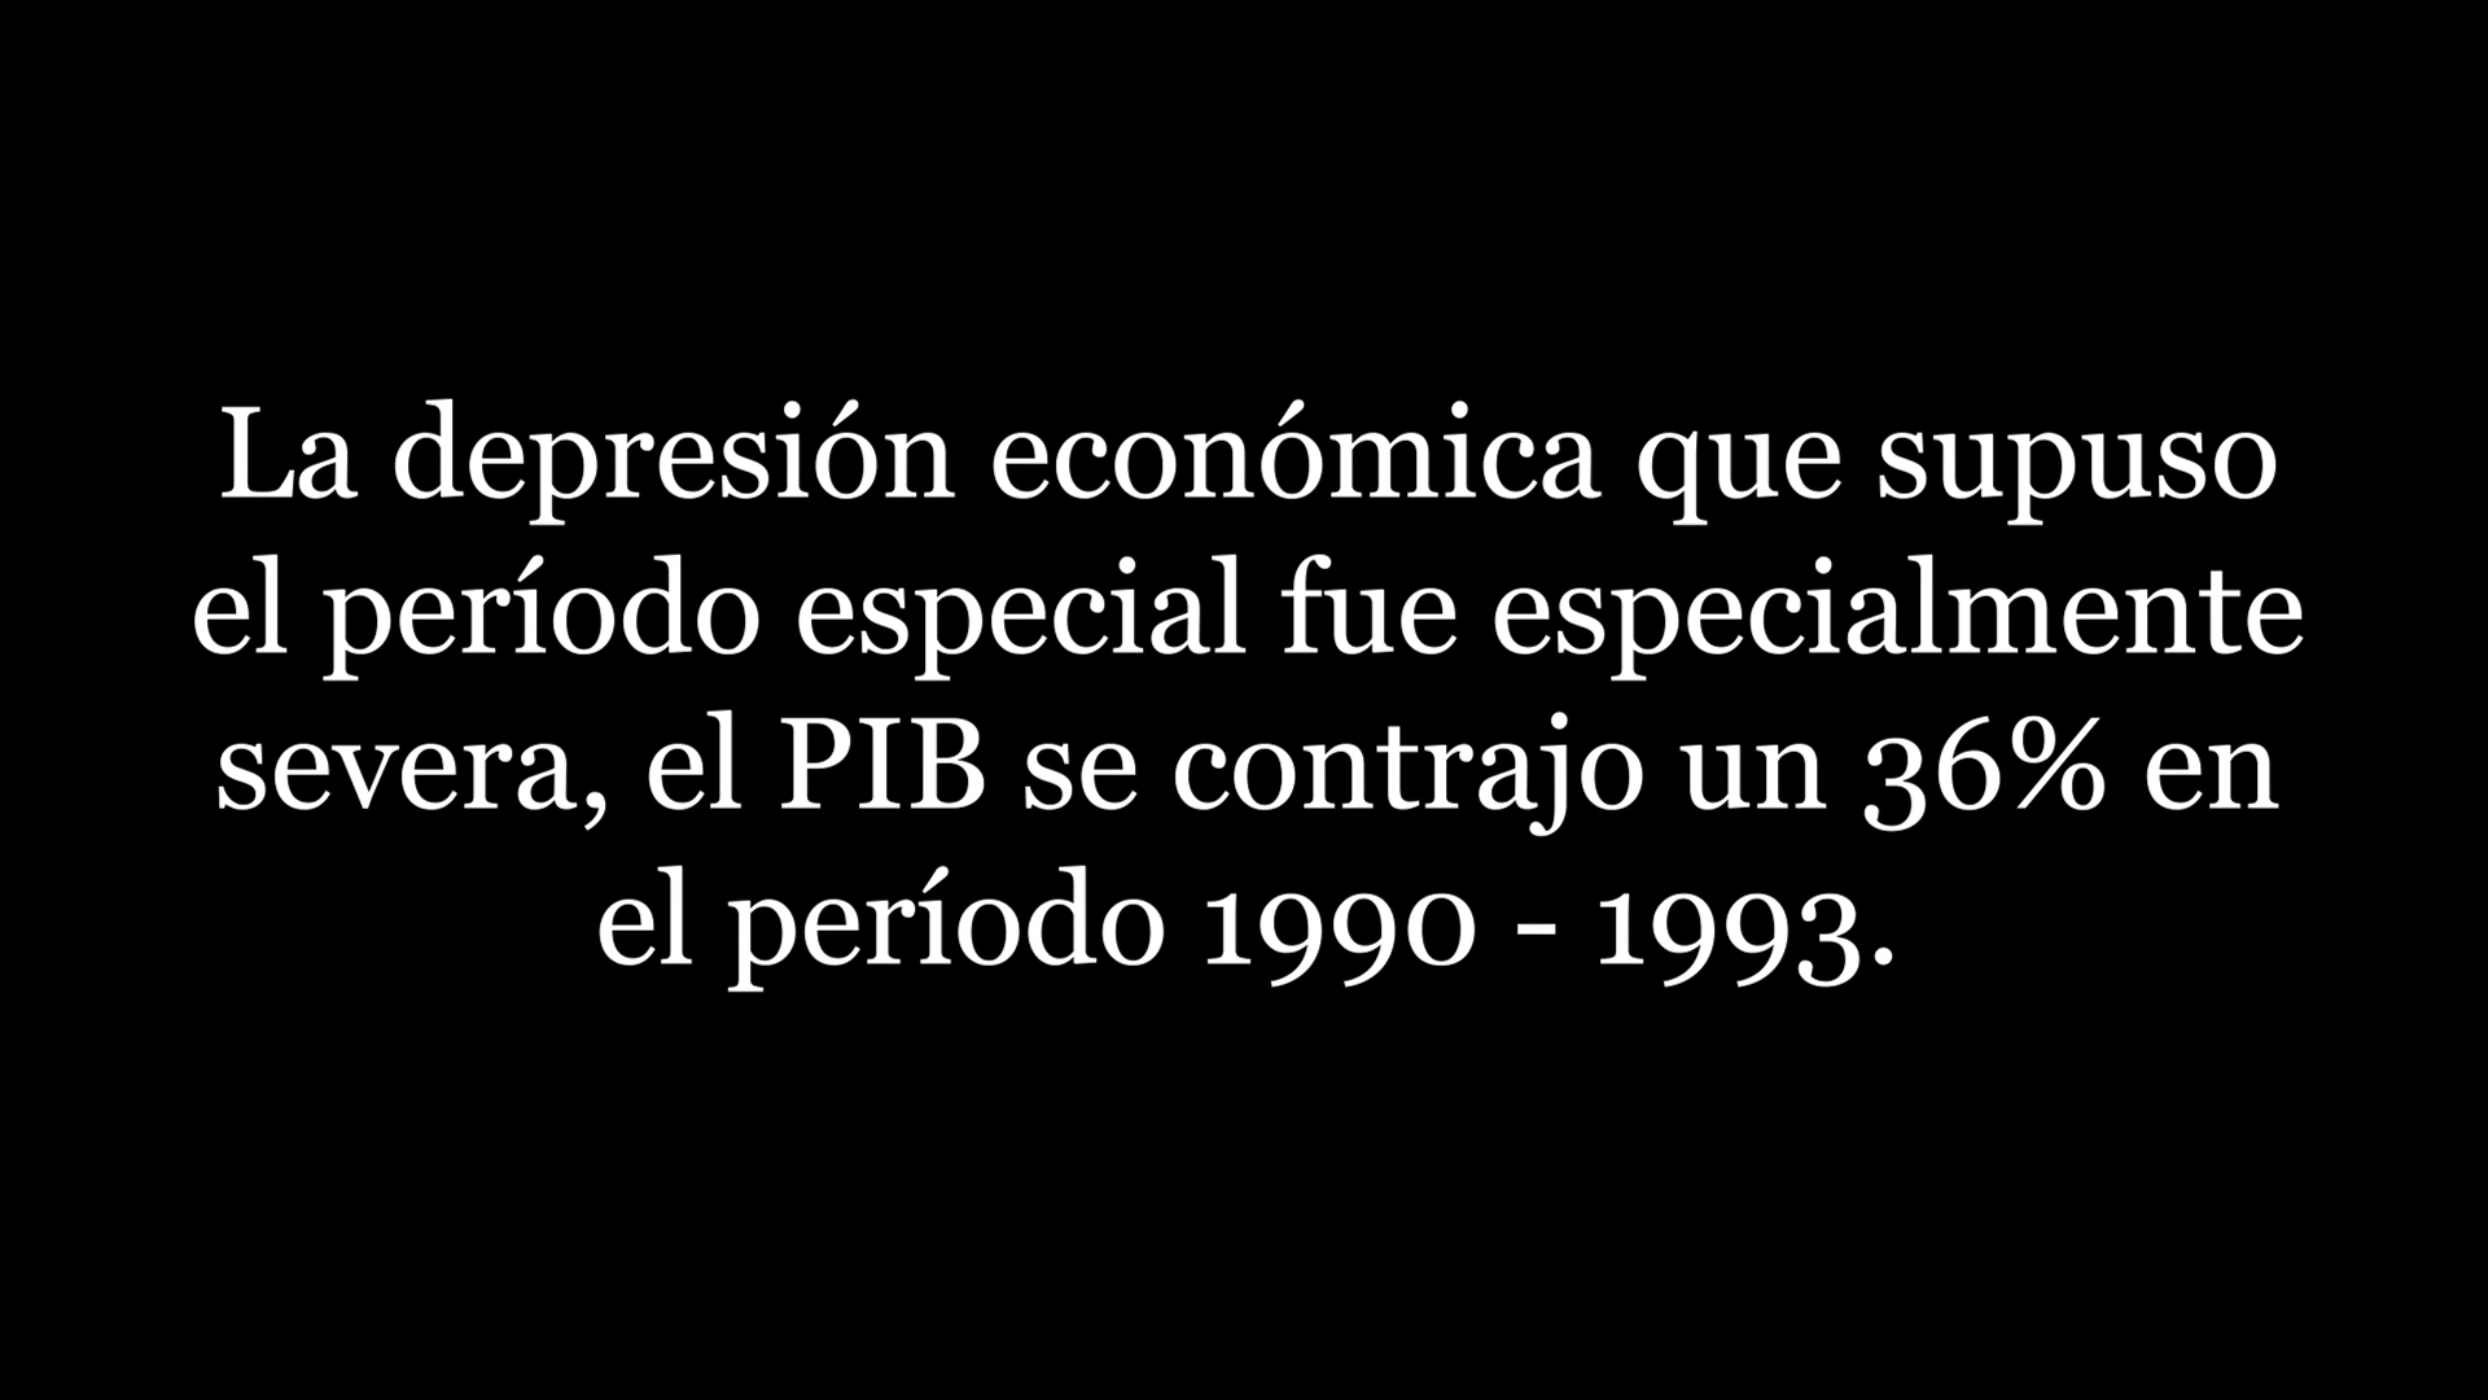 La depresión económica que supuso
el período especial fue especialmente
severa, el PIB se contrajo un 36% en
el período 1990 - 1993.